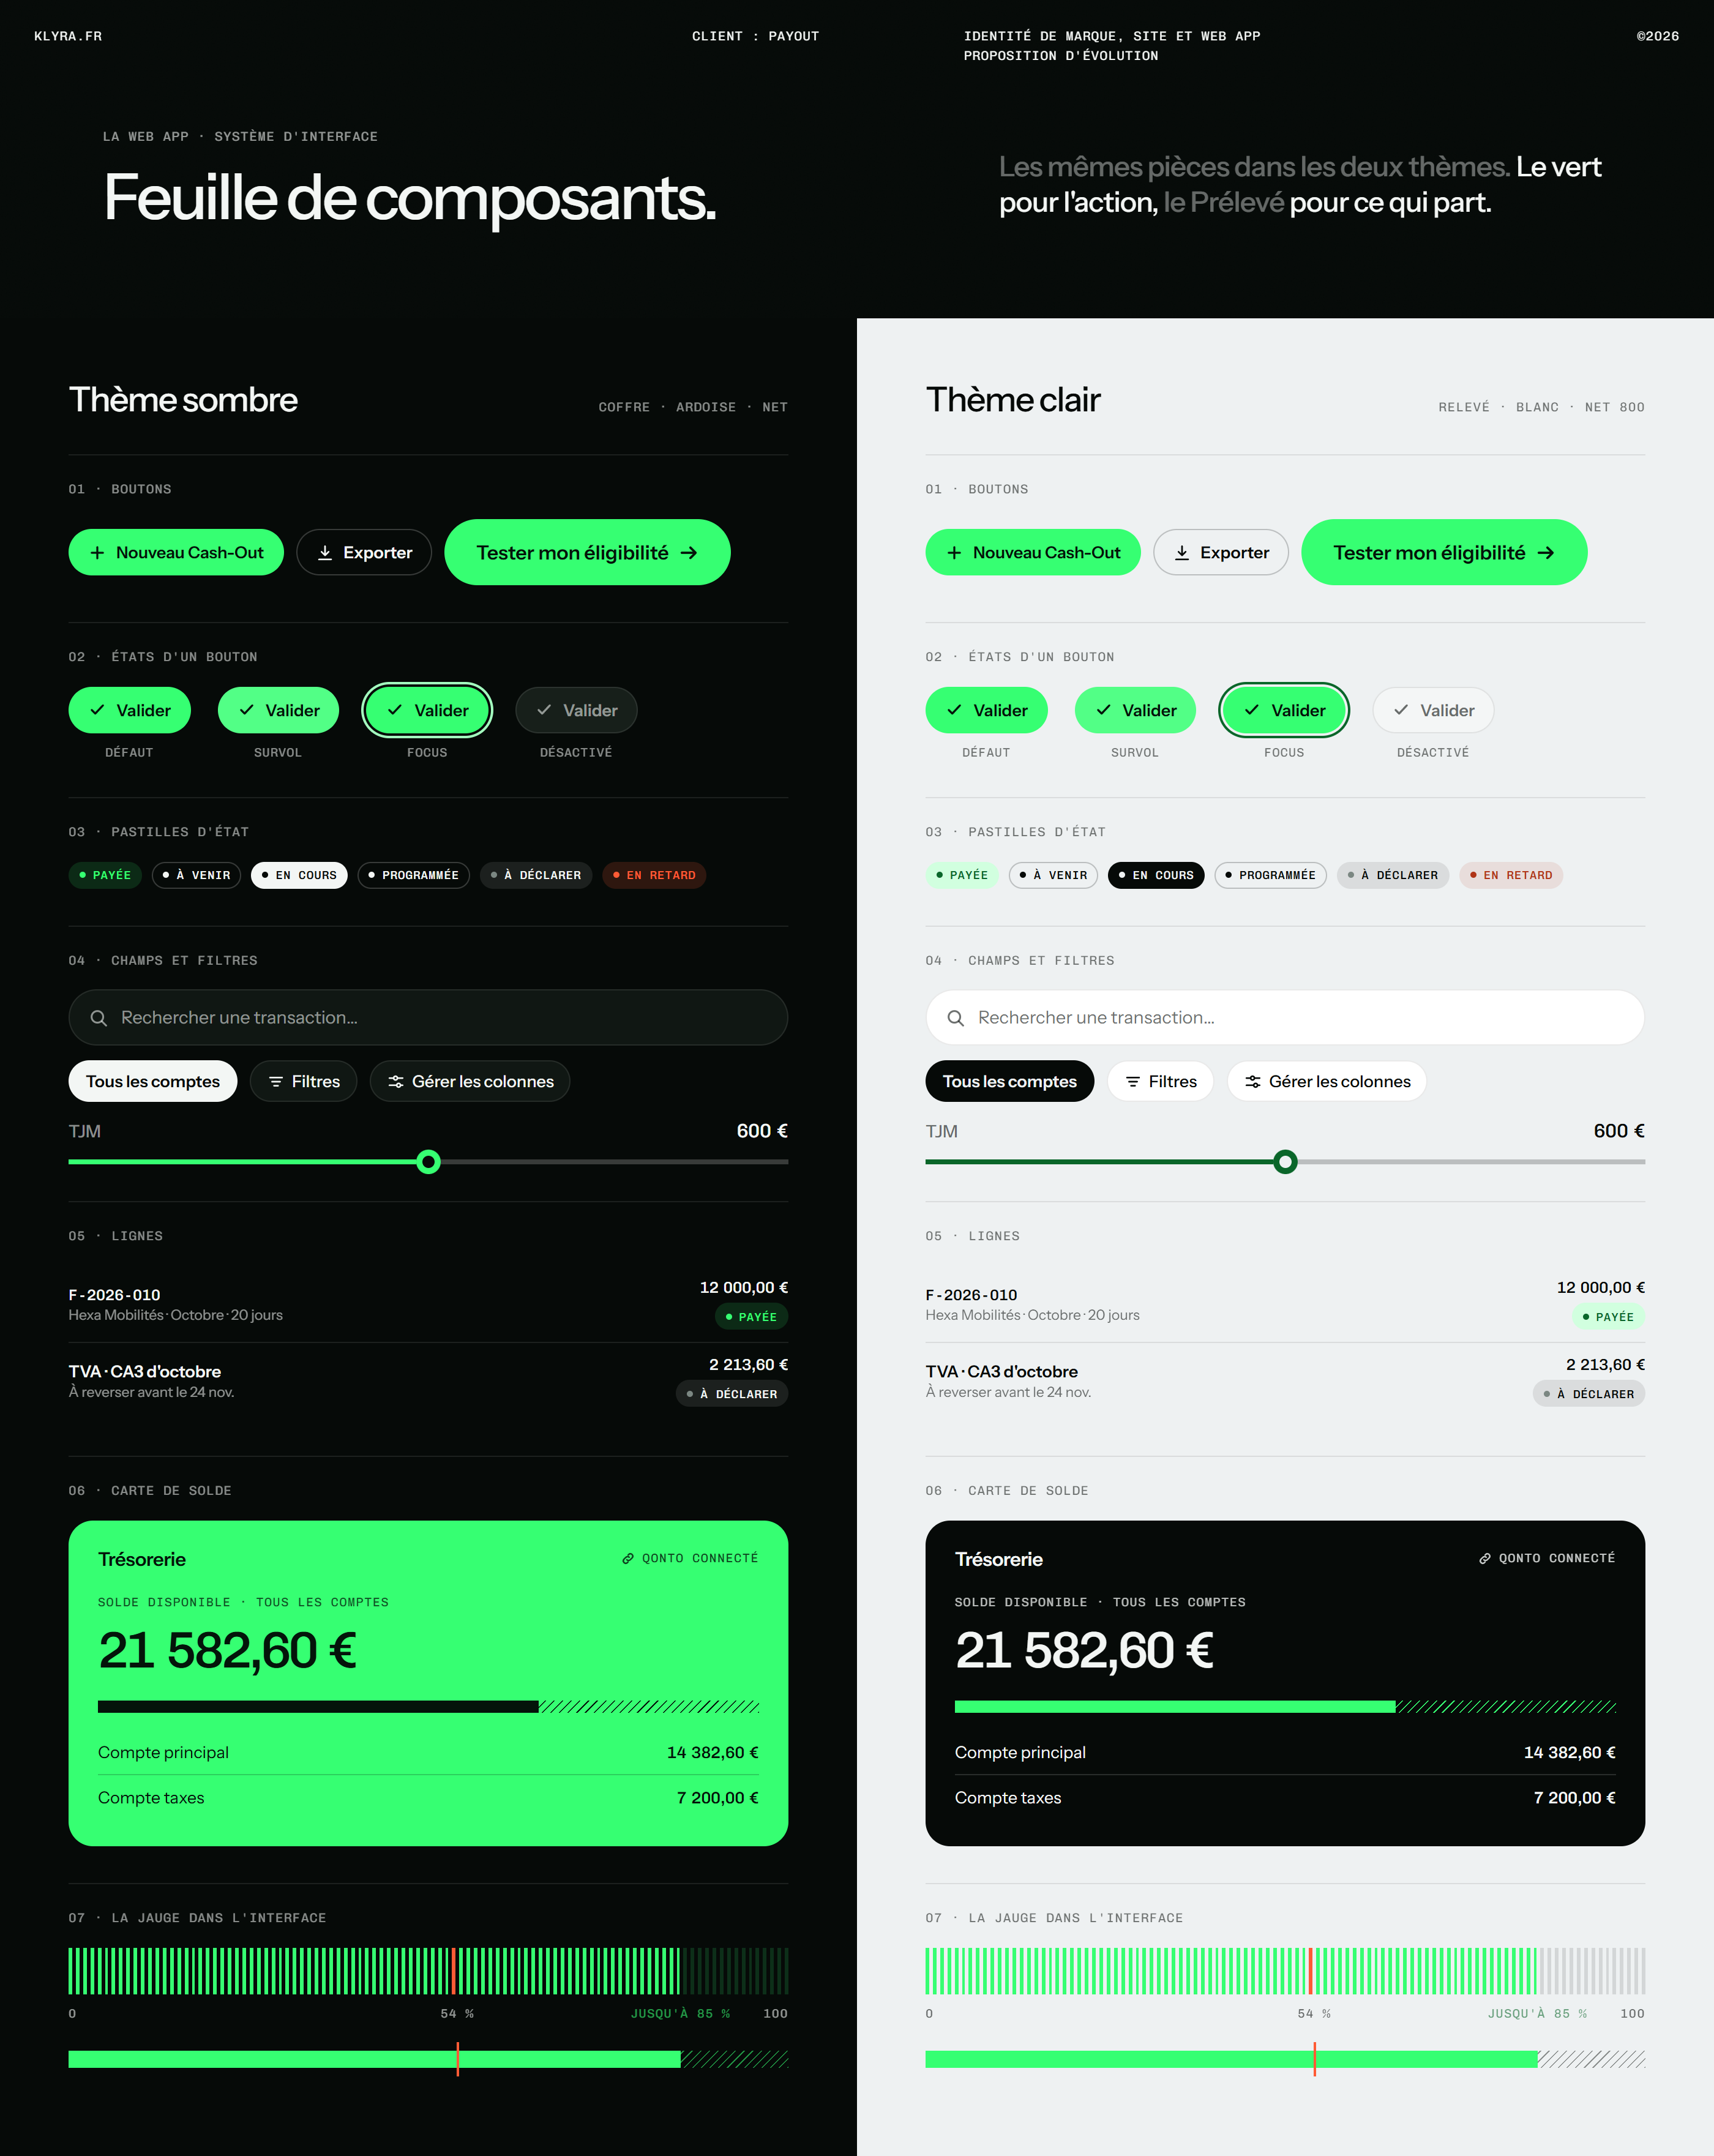 KLYRA.FR
CLIENT : PAYOUT
IDENTITÉ DE MARQUE, SITE ET WEB APP
PROPOSITION D'ÉVOLUTION
©2026
LA WEB APP · SYSTÈME D'INTERFACE
Feuille de composants.
Les mêmes pièces dans les deux thèmes. Le vert
pour l'action, le Prélevé pour ce qui part.
Thème sombre
COFFRE · ARDOISE · NET
01 · BOUTONS
Nouveau Cash-Out
Exporter
Tester mon éligibilité
02 · ÉTATS D'UN BOUTON
Valider
Valider
Valider
Valider
DÉFAUT
SURVOL
FOCUS
DÉSACTIVÉ
03 · PASTILLES D'ÉTAT
PAYÉE
À VENIR
EN COURS
PROGRAMMÉE
À DÉCLARER
EN RETARD
04 · CHAMPS ET FILTRES
Rechercher une transaction...
Tous les comptes
Filtres
Gérer les colonnes
TJM
600 €
05 · LIGNES
F-2026-010
Hexa Mobilités · Octobre · 20 jours
12 000,00 €
PAYÉE
TVA · CA3 d'octobre
À reverser avant le 24 nov.
2 213,60 €
À DÉCLARER
06 · CARTE DE SOLDE
Trésorerie
QONTO CONNECTÉ
SOLDE DISPONIBLE · TOUS LES COMPTES
21 582,60 €
Compte principal
14 382,60 €
Compte taxes
7 200,00 €
07 · LA JAUGE DANS L'INTERFACE
0
54 %
JUSQU'À 85 %
100
Thème clair
RELEVÉ · BLANC · NET 800
01 · BOUTONS
Nouveau Cash-Out
Exporter
Tester mon éligibilité
02 · ÉTATS D'UN BOUTON
Valider
Valider
Valider
Valider
DÉFAUT
SURVOL
FOCUS
DÉSACTIVÉ
03 · PASTILLES D'ÉTAT
PAYÉE
À VENIR
EN COURS
PROGRAMMÉE
À DÉCLARER
EN RETARD
04 · CHAMPS ET FILTRES
Rechercher une transaction...
Tous les comptes
Filtres
Gérer les colonnes
TJM
600 €
05 · LIGNES
F-2026-010
Hexa Mobilités · Octobre · 20 jours
12 000,00 €
PAYÉE
TVA · CA3 d'octobre
À reverser avant le 24 nov.
2 213,60 €
À DÉCLARER
06 · CARTE DE SOLDE
Trésorerie
QONTO CONNECTÉ
SOLDE DISPONIBLE · TOUS LES COMPTES
21 582,60 €
Compte principal
14 382,60 €
Compte taxes
7 200,00 €
07 · LA JAUGE DANS L'INTERFACE
0
54 %
JUSQU'À 85 %
100